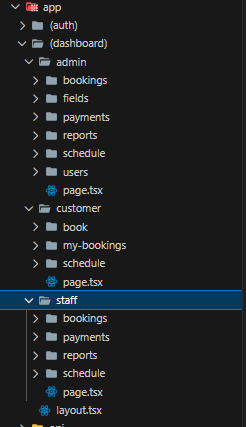 app
(auth)
(dashboard)
admin
bookings
fields
payments
reports
schedule
users
page.tsx
customer
book
my-bookings
schedule
page.tsx
staff
bookings
payments
reports
schedule
page.tsx
layout.tsx